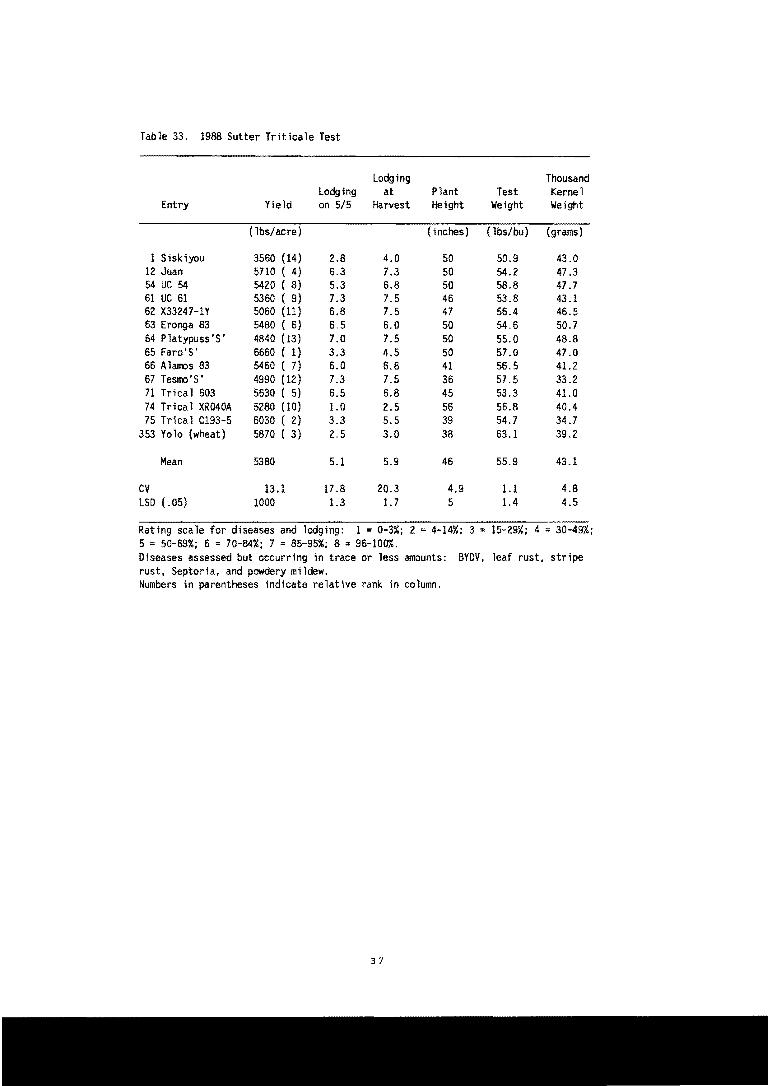 Table 33. 1988 Sutter Triticale Test
Lodging Thousand
Lodging at Plant Test Kernel
Entry Yield on 5/5 Harvest Height Weight Weight
(lbs/acre) (inches) (lbs/bu) (grams)
1 Siskiyou 3560 (14) 2.8 4.0 50 50.9 43.0
12 Juan 5710 ( 4) 6.3 7.3 50 54.2 47.3
54 UC 54 5420 ( 8) 5.3 6.8 50 58.8 47.7
61 UC 61 5360 ( 9) 7.3 7.5 46 53.8 43.1
62 X33247-1Y 5060 (11) 6.8 7.5 47 56.4 46.5
63 Eronga 83 5480 ( 6) 6.5 6.0 50 54.6 50.7
64 Platypuss'S' 4840 (13) 7.0 7.5 50 55.0 48.8
65 Faro'S' 6660 ( 1) 3.3 4.5 50 57.0 47.0
66 Alamos 83 5460 ( 7) 6.0 6.8 41 56.5 41.2
67 Tesmo'S' 4990 (12) 7.3 7.5 36 57.5 33.2
71 Trical 603 5630 ( 5) 6.5 6.8 45 53.3 41.0
74 Trical XR040A 5280 (10) 1.0 2.5 56 56.8 40.4
75 Trical C193-5 6030 ( 2) 3.3 5.5 39 54.7 34.7
353 Yolo (wheat) 5870 ( 3) 2.5 3.0 38 63.1 39.2
Mean 5380 5.1 5.9 46 55.9 43.1
CV 13.1 17.8 20.3 4.9 1.1 4.8
LSD (.05) 1000 1.3 1.7 5 1.4 4.5
Rating scale for diseases and lodging: 1 = 0-3%; 2 = 4-14%; 3 = 15-29%; 4 = 30-49%;
5 = 50-69%; 6 = 70-84%; 7 = 85-95%; 8 = 96-100%.
Diseases assessed but occurring in trace or less amounts: BYDV, leaf rust, stripe
rust, Septoria, and powdery mildew.
Numbers in parentheses indicate relative rank in column.
37